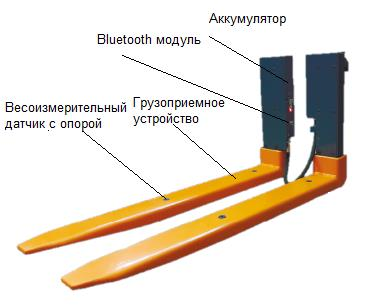 Аккумулятор
Bluetooth модуль
Весоизмерительный
датчик с опорой
Грузоприемное
устройство